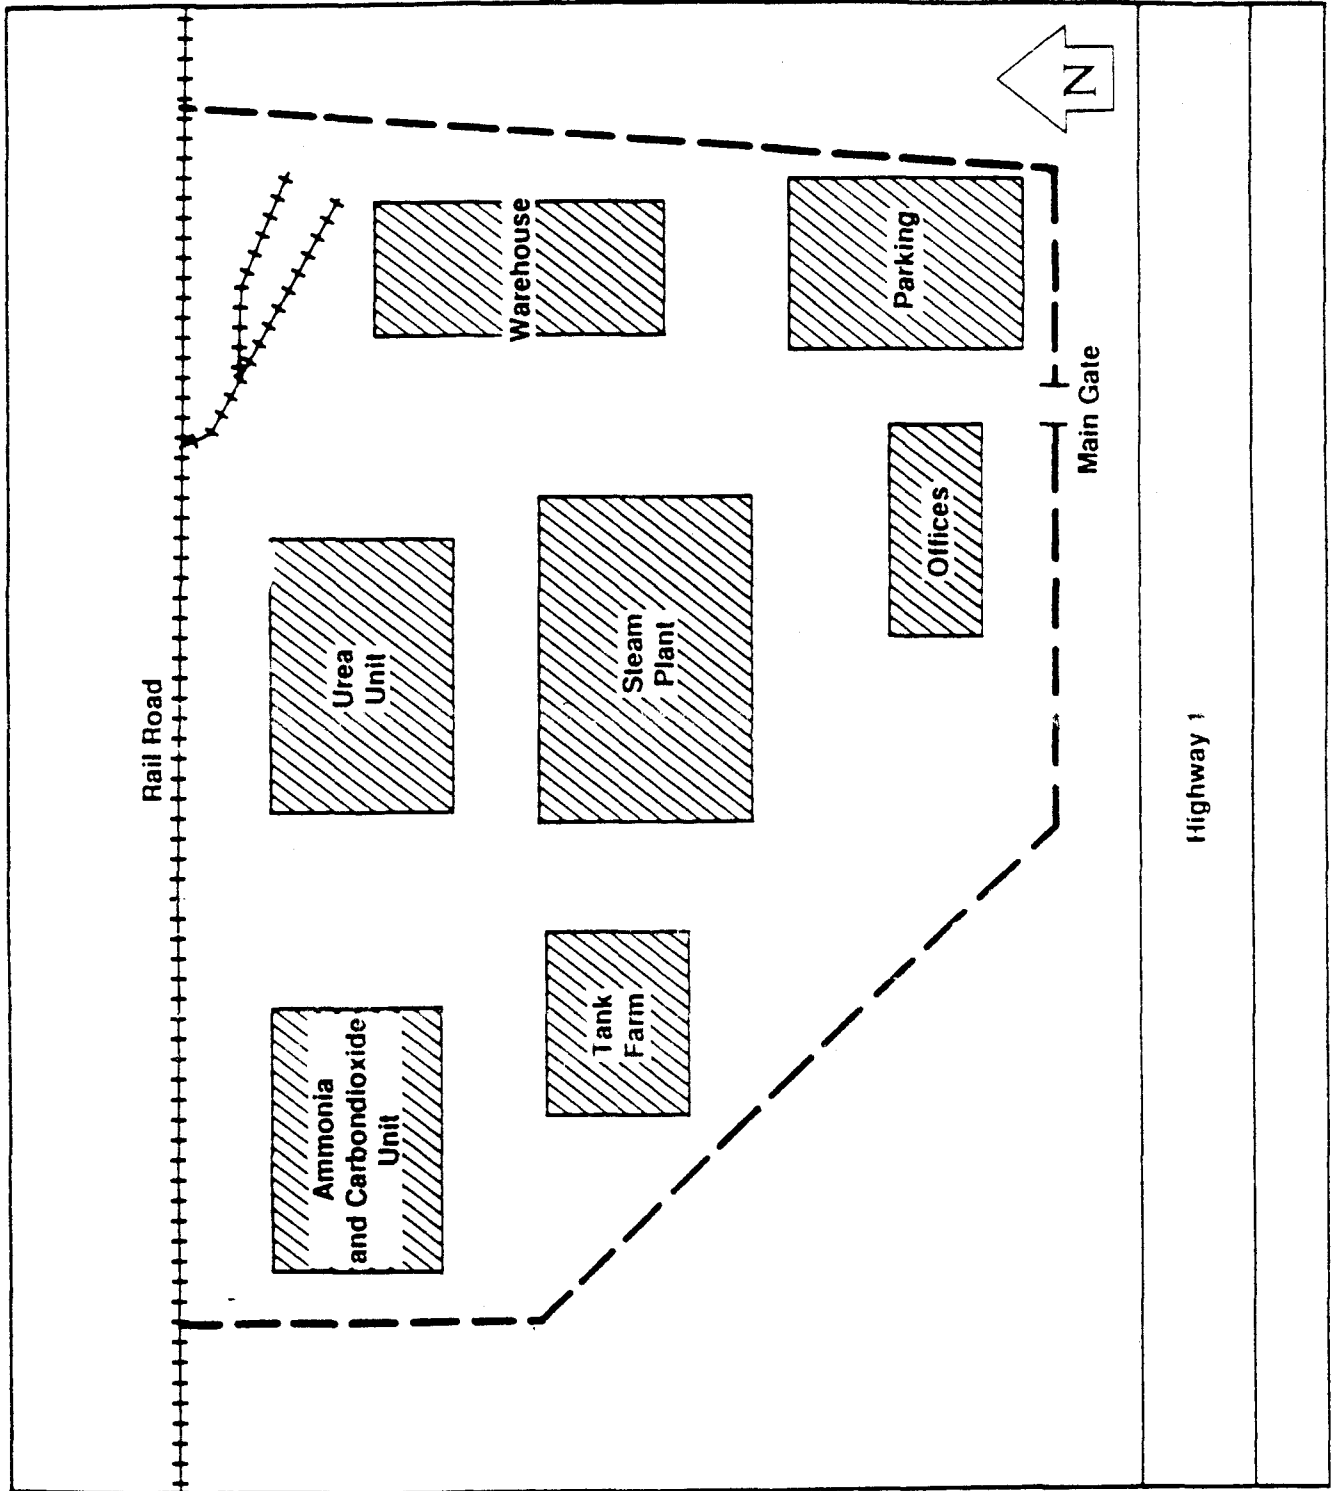 Rail Road
Ammonia
and Carbondioxide
Unit
Urea
Unit
Warehouse
Tank
Farm
Steam
Plant
Offices
Parking
Main Gate
Highway 1
N